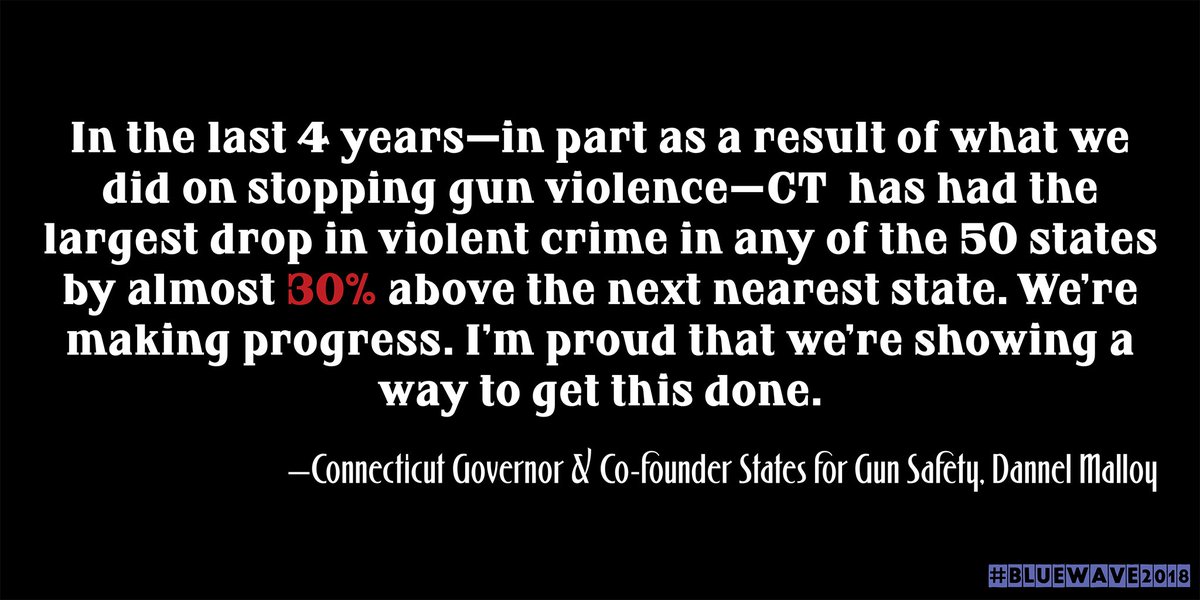 In the last 4 years—in part as a result of what we
did on stopping gun violence—CT  has had the
largest drop in violent crime in any of the 50 states
by almost 30% above the next nearest state. We're
making progress. I'm proud that we're showing a
way to get this done.
—Connecticut Governor & Co-founder States for Gun Safety, Dannel Malloy
#BLUEWAVE2018